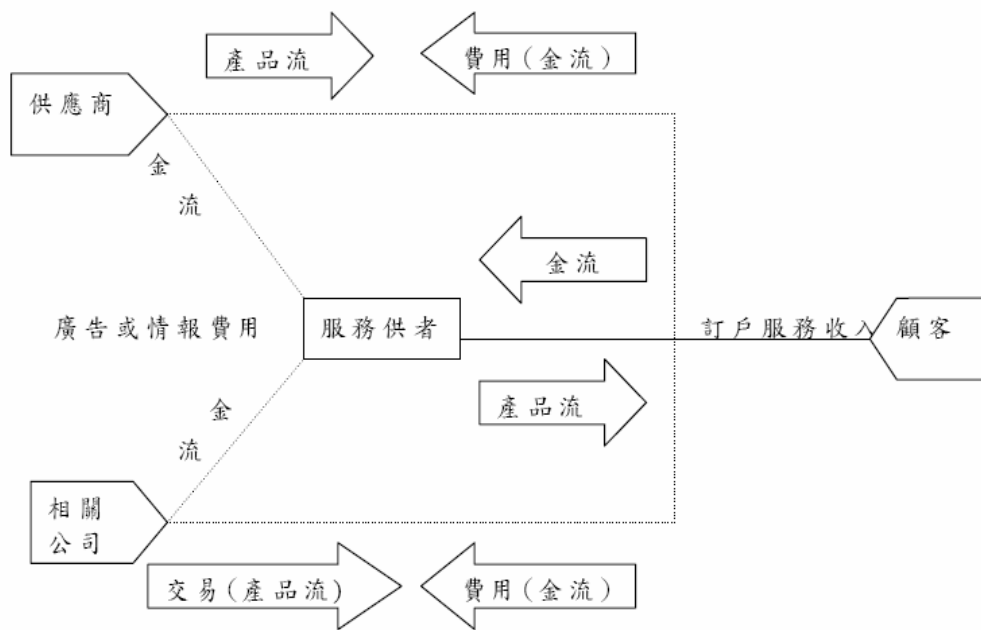 產品流
費用(金流)
供應商
金
流
金流
廣告或情報費用
服務供者
訂戶服務收入
顧客
產品流
金
流
相關
公司
交易(產品流)
費用(金流)